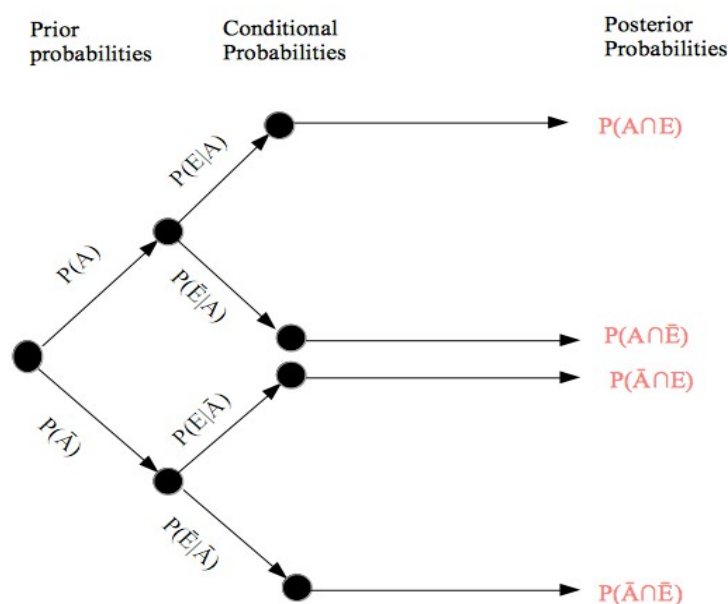 Prior
probabilities
Conditional
Probabilities
Posterior
Probabilities
P(E|A)
P(A∩E)
P(A)
P(Ē|A)
P(A∩Ē)
P(Ā∩E)
P(Ā)
P(E|Ā)
P(Ē|Ā)
P(Ā∩Ē)